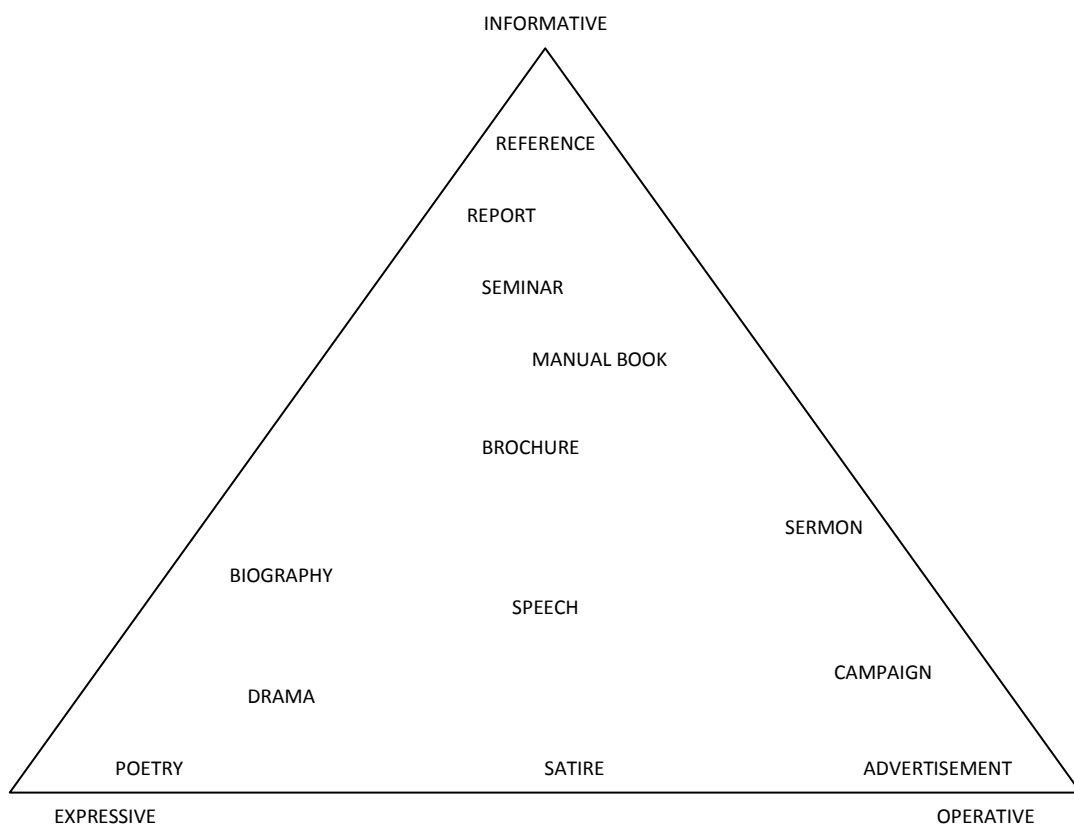 INFORMATIVE
REFERENCE
REPORT
SEMINAR
MANUAL BOOK
BROCHURE
SERMON
BIOGRAPHY
SPEECH
CAMPAIGN
DRAMA
POETRY SATIRE ADVERTISEMENT
EXPRESSIVE OPERATIVE